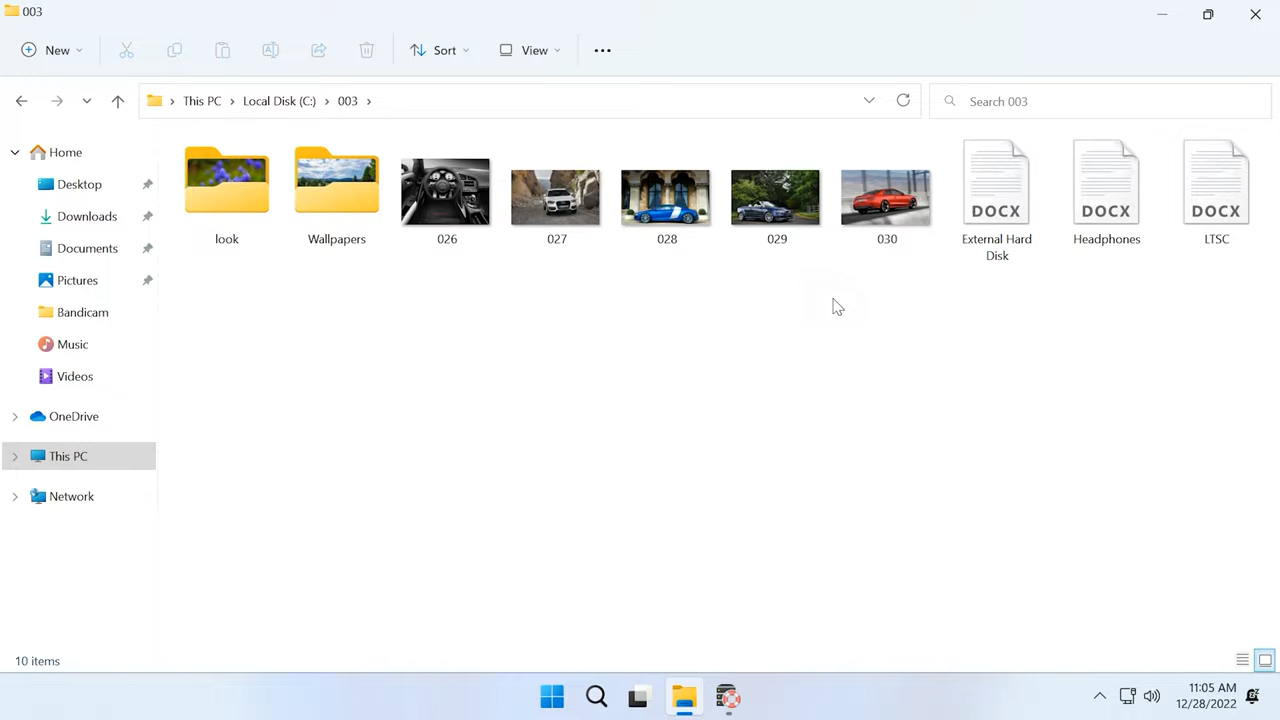 003
New
Sort
View
This PC
Local Disk (C:)
003
Search 003
Home
Desktop
Downloads
Documents
Pictures
Bandicam
Music
Videos
OneDrive
This PC
Network
look
Wallpapers
026
027
028
029
030
DOCX
External Hard
Disk
DOCX
Headphones
DOCX
LTSC
10 items
11:05 AM
12/28/2022